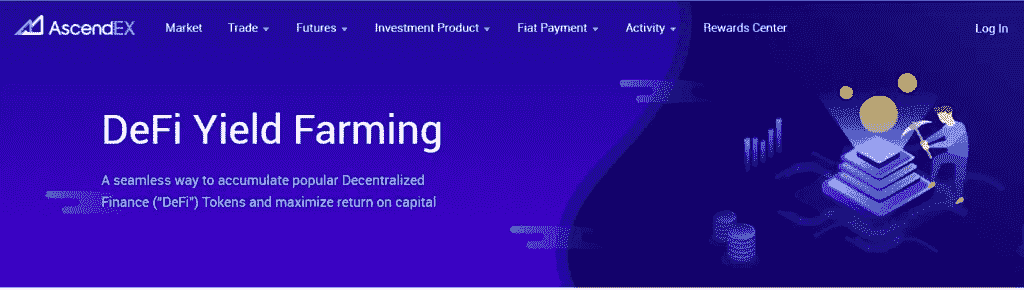 AscendEX Market Trade Futures Investment Product Fiat Payment Activity Rewards Center Log In
DeFi Yield Farming
A seamless way to accumulate popular Decentralized
Finance ("DeFi") Tokens and maximize return on capital